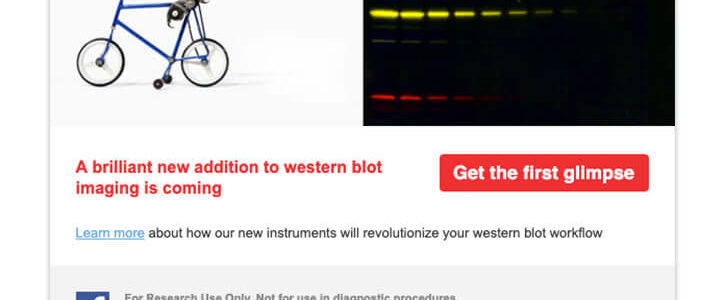 A brilliant new addition to western blot
imaging is coming
Get the first glimpse
Learn more about how our new instruments will revolutionize your western blot workflow
For Research Use Only. Not for use in diagnostic procedures.